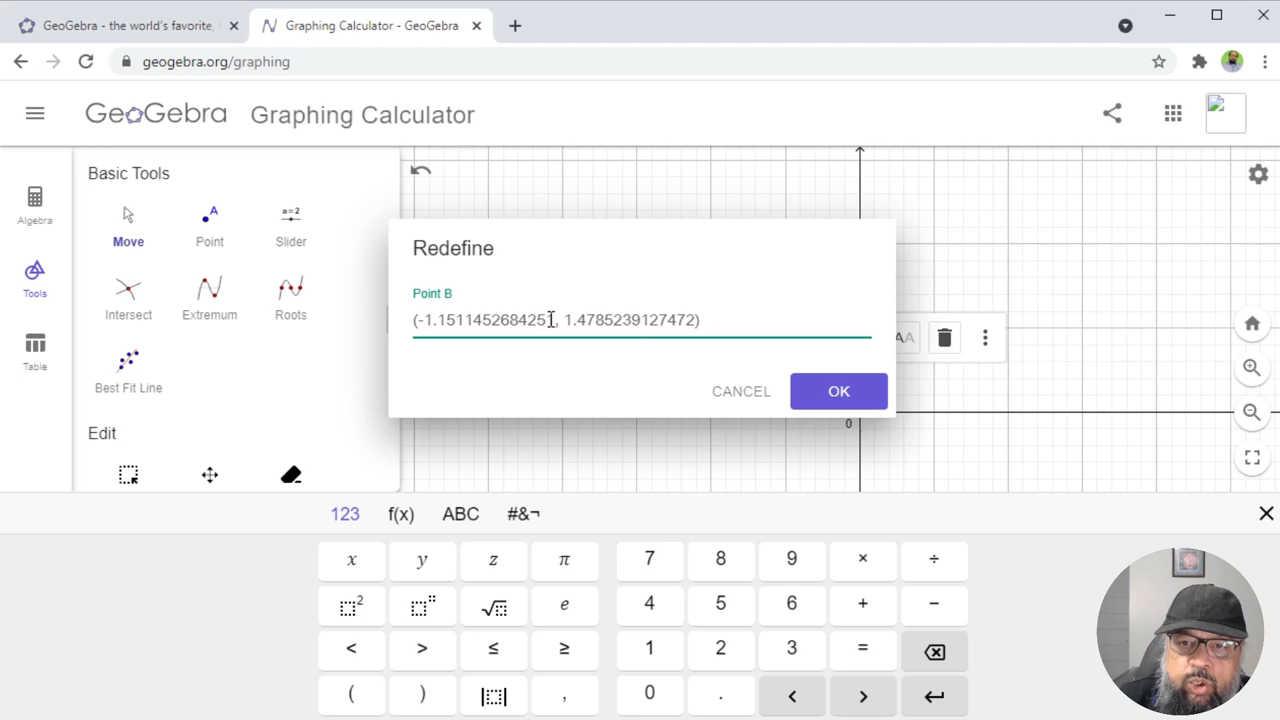 GeoGebra - the world's favorite,
Graphing Calculator - GeoGebra
geogebra.org/graphing
GeoGebra Graphing Calculator
Basic Tools
Algebra
Tools
Table
Move Point a=2 Slider
Intersect Extremum Roots
Best Fit Line
Edit
Redefine
Point B
(-1.151145268425, 1.4785239127472)
CANCEL OK
AA
0
123 f(x) ABC #&¬
x y z π 7 8 9 × ÷
e 4 5 6 + −
< > ≤ ≥ 1 2 3 =
( ) , 0 . < >